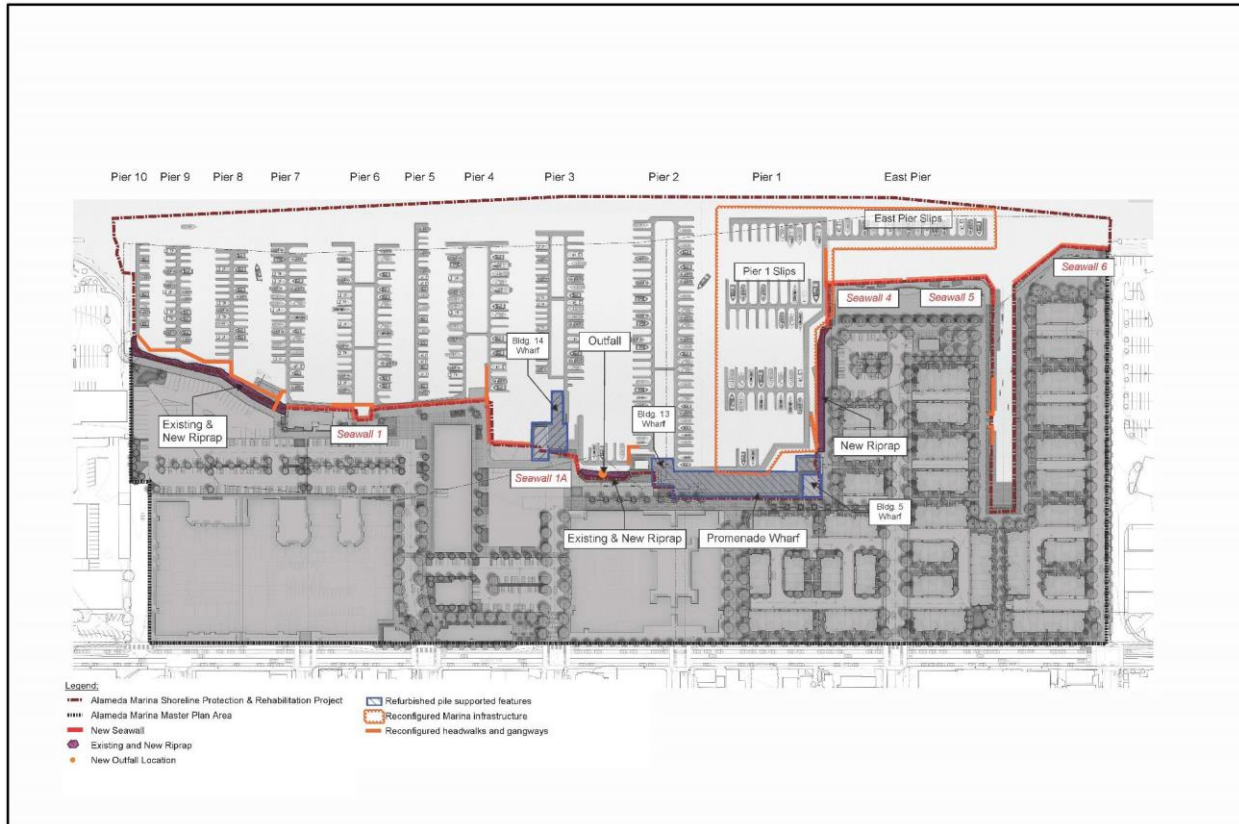 Pier 10 Pier 9 Pier 8 Pier 7 Pier 6 Pier 5 Pier 4 Pier 3 Pier 2 Pier 1 East Pier
East Pier Slips
Seawall 6
Pier 1 Slips
Seawall 4
Seawall 5
Bldg. 14
Wharf
Outfall
Bldg. 13
Wharf
Existing &
New Riprap
Seawall 1
New Riprap
Seawall 1A
Bldg. 5
Wharf
Existing & New Riprap
Promenade Wharf
Legend:
Alameda Marina Shoreline Protection & Rehabilitation Project
Alameda Marina Master Plan Area
New Seawall
Existing and New Riprap
New Outfall Location
Refurbished pile supported features
Reconfigured Marina infrastructure
Reconfigured headwalks and gangways